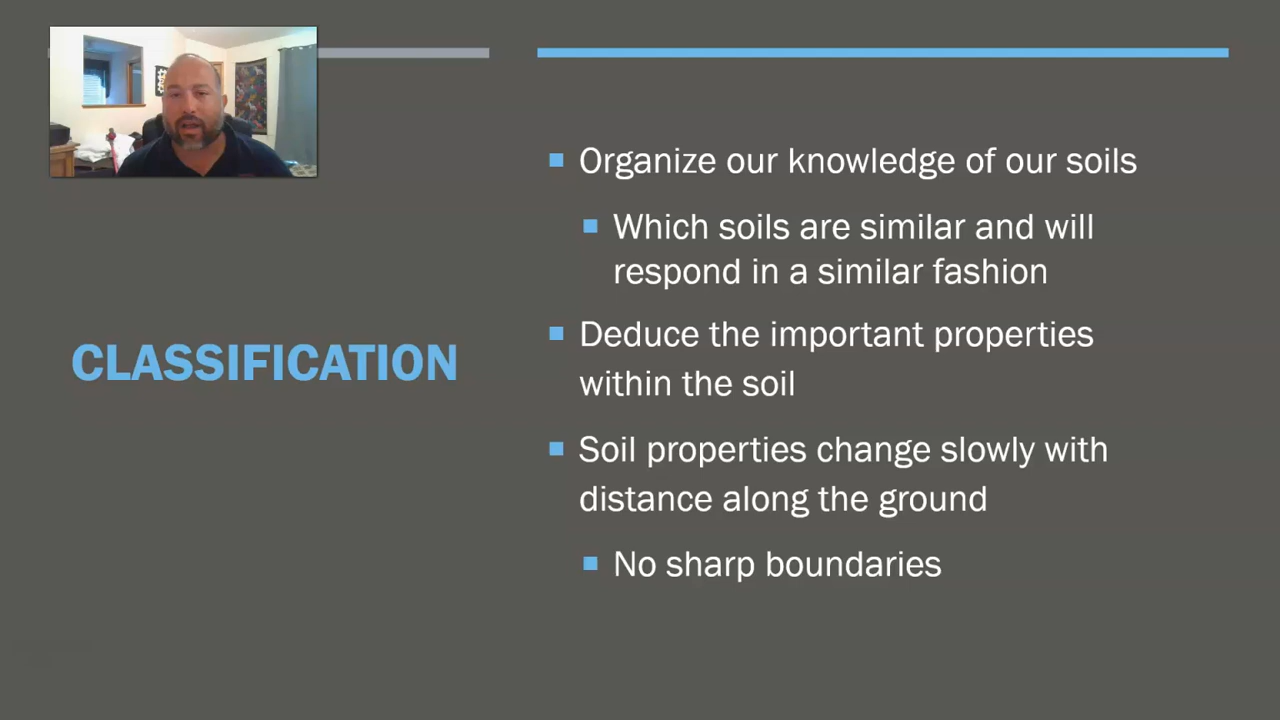 CLASSIFICATION
Organize our knowledge of our soils
Which soils are similar and will
respond in a similar fashion
Deduce the important properties
within the soil
Soil properties change slowly with
distance along the ground
No sharp boundaries